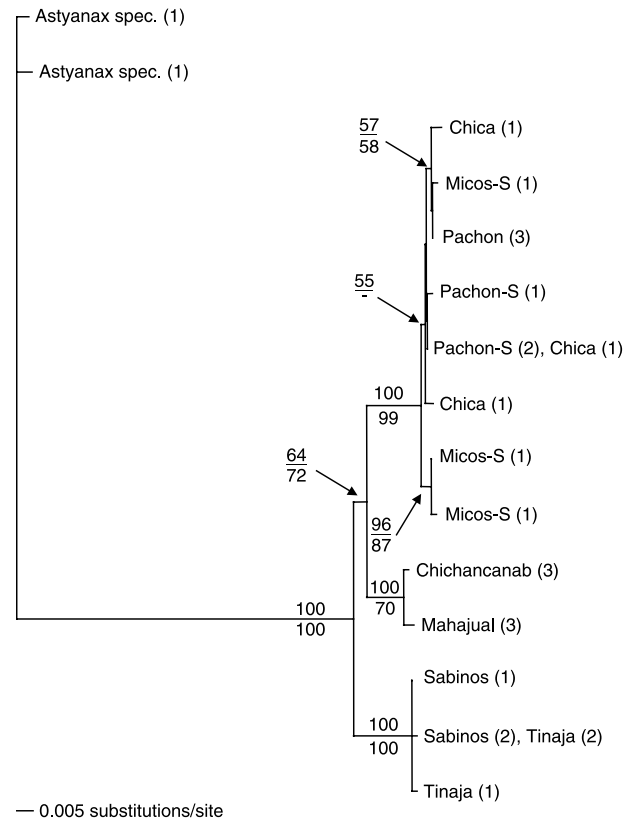 Astyanax spec. (1)
Astyanax spec. (1)
57
58
Chica (1)
Micos-S (1)
Pachon (3)
55
-
Pachon-S (1)
Pachon-S (2), Chica (1)
100
99
Chica (1)
64
72
Micos-S (1)
96
87
Micos-S (1)
100
70
Chichancanab (3)
Mahajual (3)
100
100
Sabinos (1)
100
100
Sabinos (2), Tinaja (2)
Tinaja (1)
0.005 substitutions/site